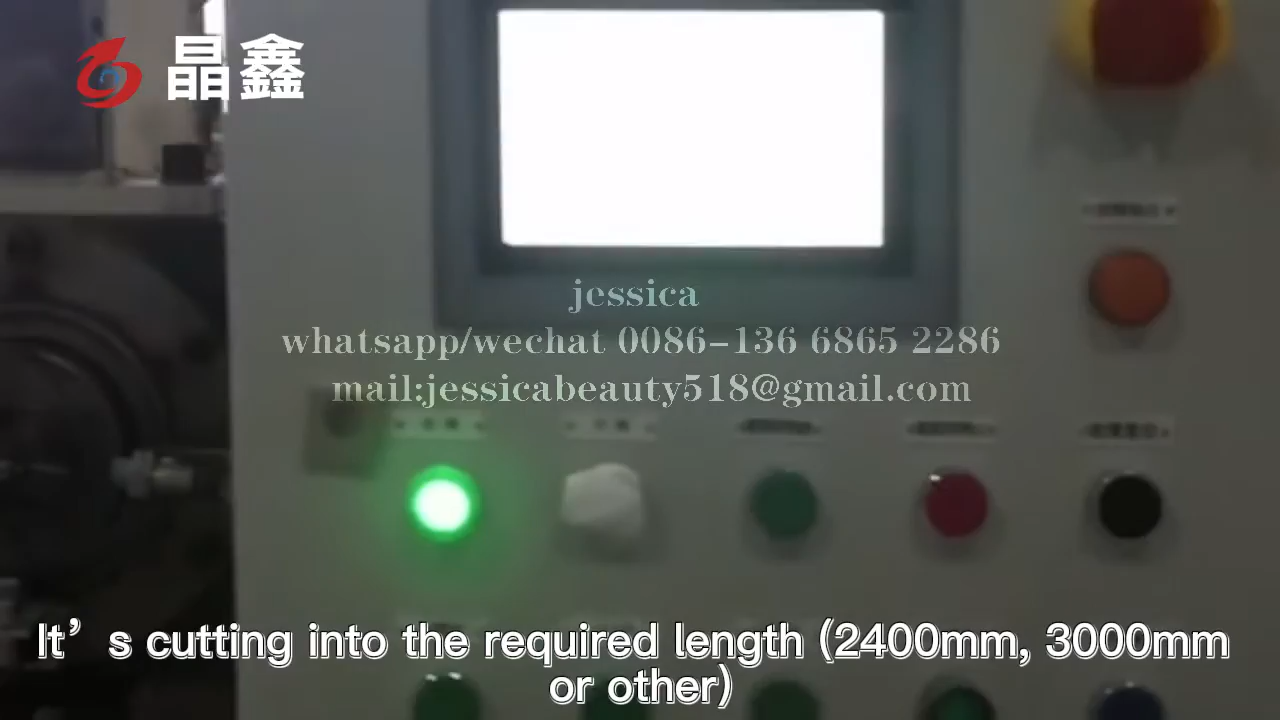 晶鑫
jessica
whatsapp/wechat 0086-136 6865 2286
mail:jessicabeauty518@gmail.com
It’s cutting into the required length (2400mm, 3000mm
or other)